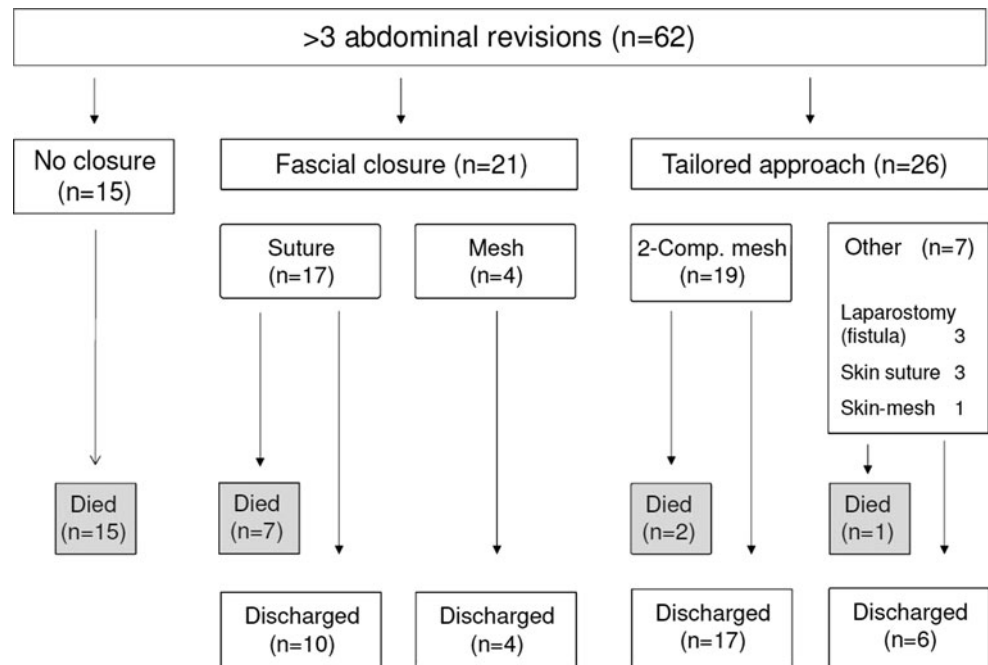 >3 abdominal revisions (n=62)
No closure
(n=15)
Fascial closure (n=21)
Tailored approach (n=26)
Suture
(n=17)
Mesh
(n=4)
2-Comp. mesh
(n=19)
Other (n=7)
Laparostomy
(fistula) 3
Skin suture 3
Skin-mesh 1
Died
(n=15)
Died
(n=7)
Died
(n=2)
Died
(n=1)
Discharged
(n=10)
Discharged
(n=4)
Discharged
(n=17)
Discharged
(n=6)